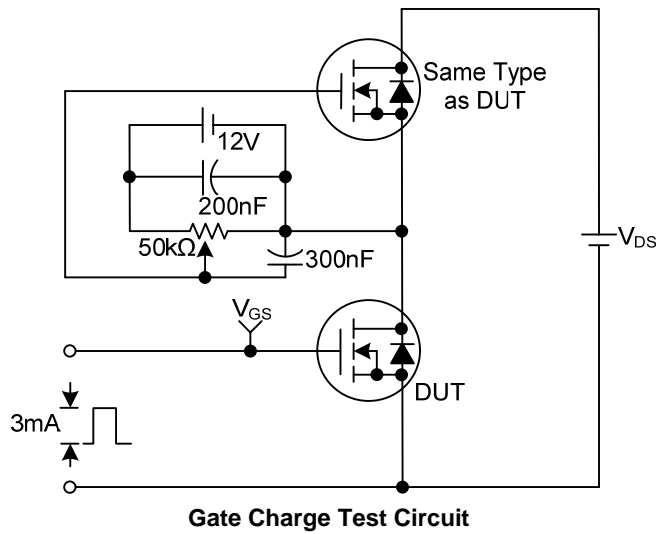 Same Type
as DUT
12V
200nF
50kΩ
300nF
VDS
VGS
DUT
3mA
Gate Charge Test Circuit